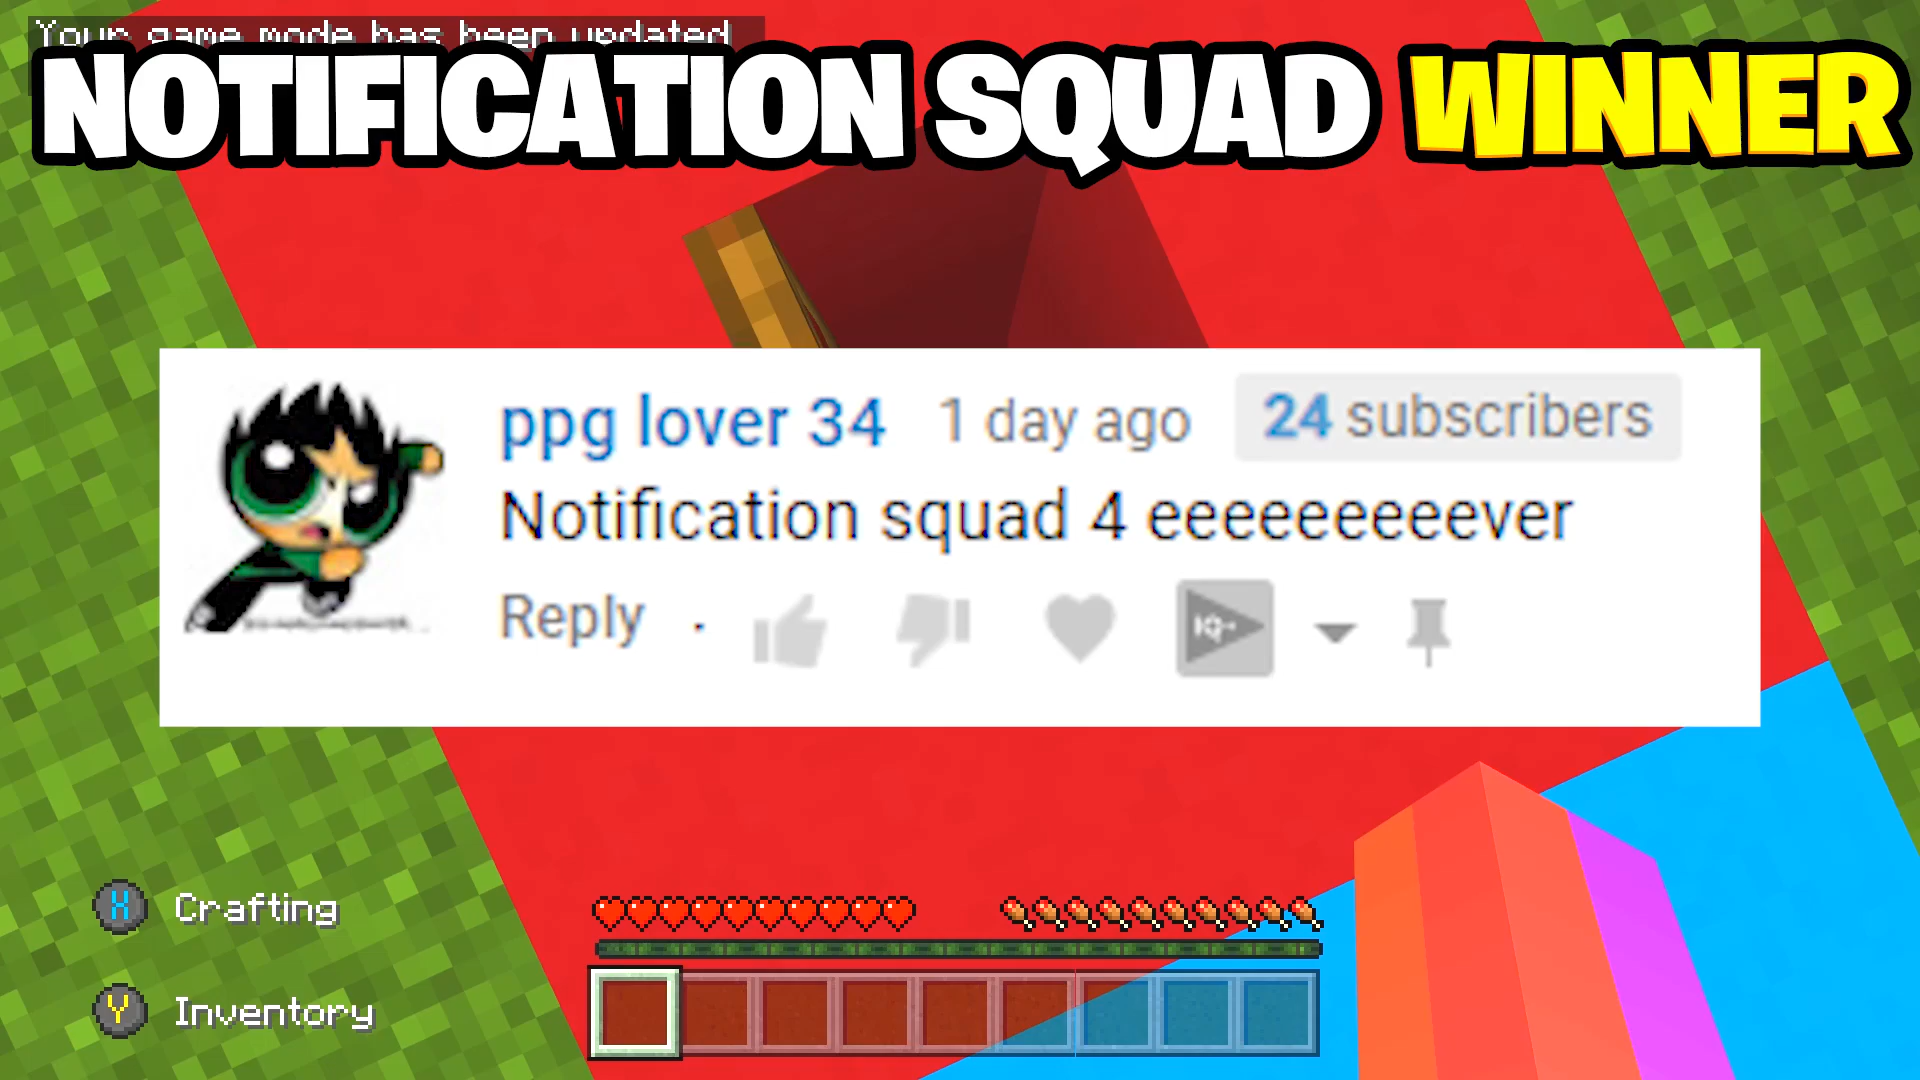 Your game mode has been updated
NOTIFICATION SQUAD WINNER
ppg lover 34 1 day ago 24 subscribers
Notification squad 4 eeeeeeeeever
Reply ·
IQ+
X Crafting
Y Inventory